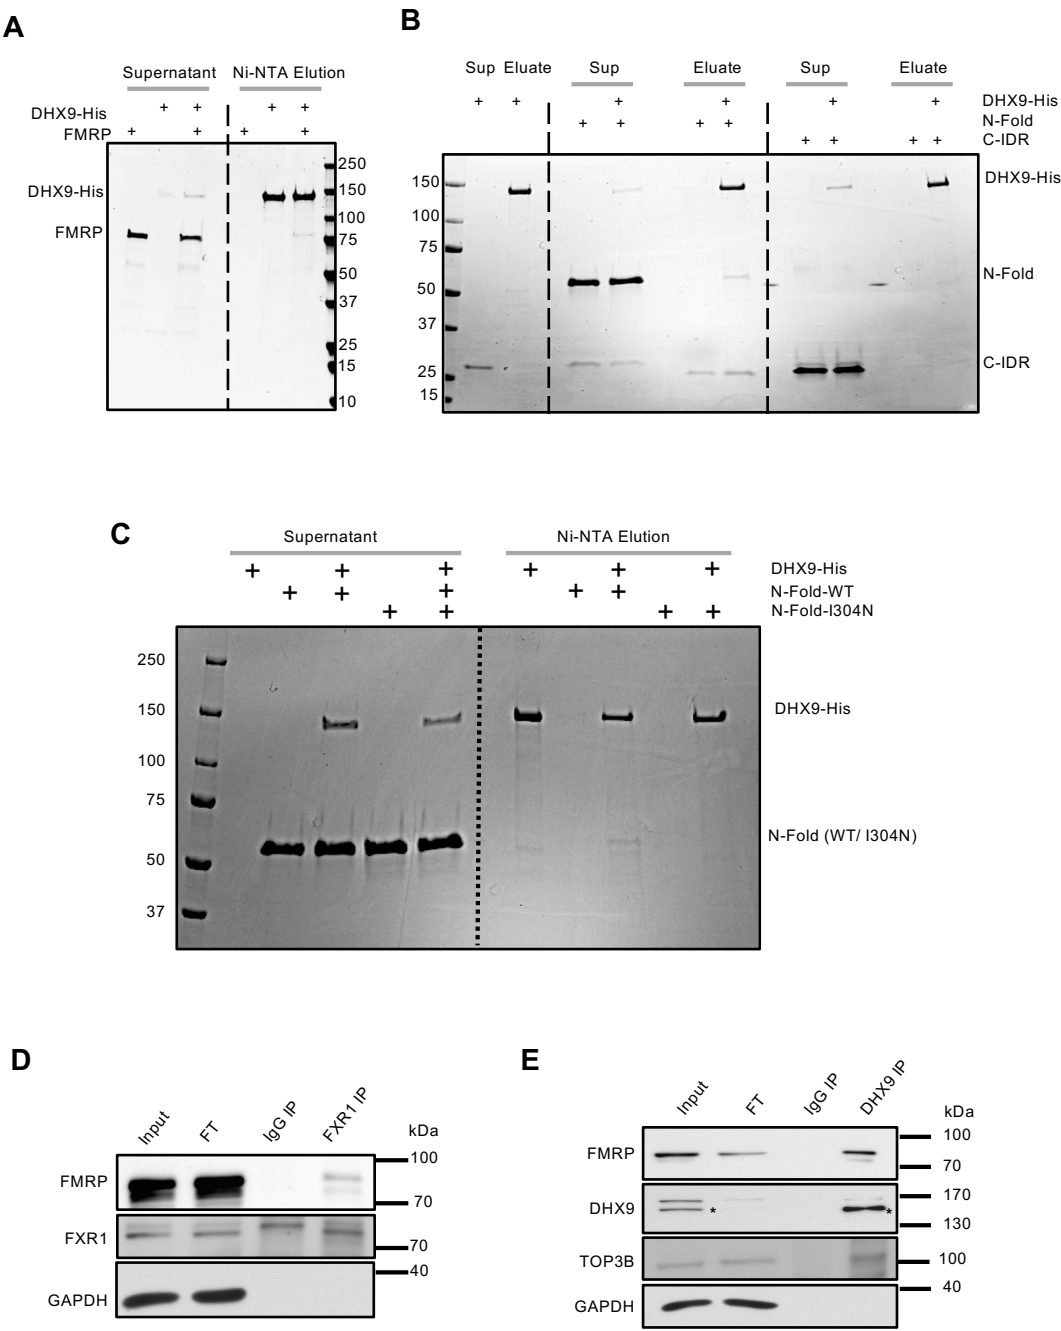 A
Supernatant Ni-NTA Elution
DHX9-His + + + +
FMRP + + + +
DHX9-His
FMRP
250
150
100
75
50
37
25
15
10
B
Sup Eluate Sup Eluate Sup Eluate
+ + + + + + DHX9-His
+ + + + N-Fold
+ + + + C-IDR
150
100
75
50
37
25
15
DHX9-His
N-Fold
C-IDR
C
Supernatant Ni-NTA Elution
+ + + + + + DHX9-His
+ + + + + N-Fold-WT
+ + + + N-Fold-I304N
250
150
100
75
50
37
DHX9-His
N-Fold (WT/ I304N)
D
Input FT IgG IP FXR1 IP
kDa
FMRP
100
70
FXR1
70
GAPDH
40
E
Input FT IgG IP DHX9 IP
kDa
FMRP
100
70
DHX9 * *
170
130
TOP3B
100
GAPDH
40